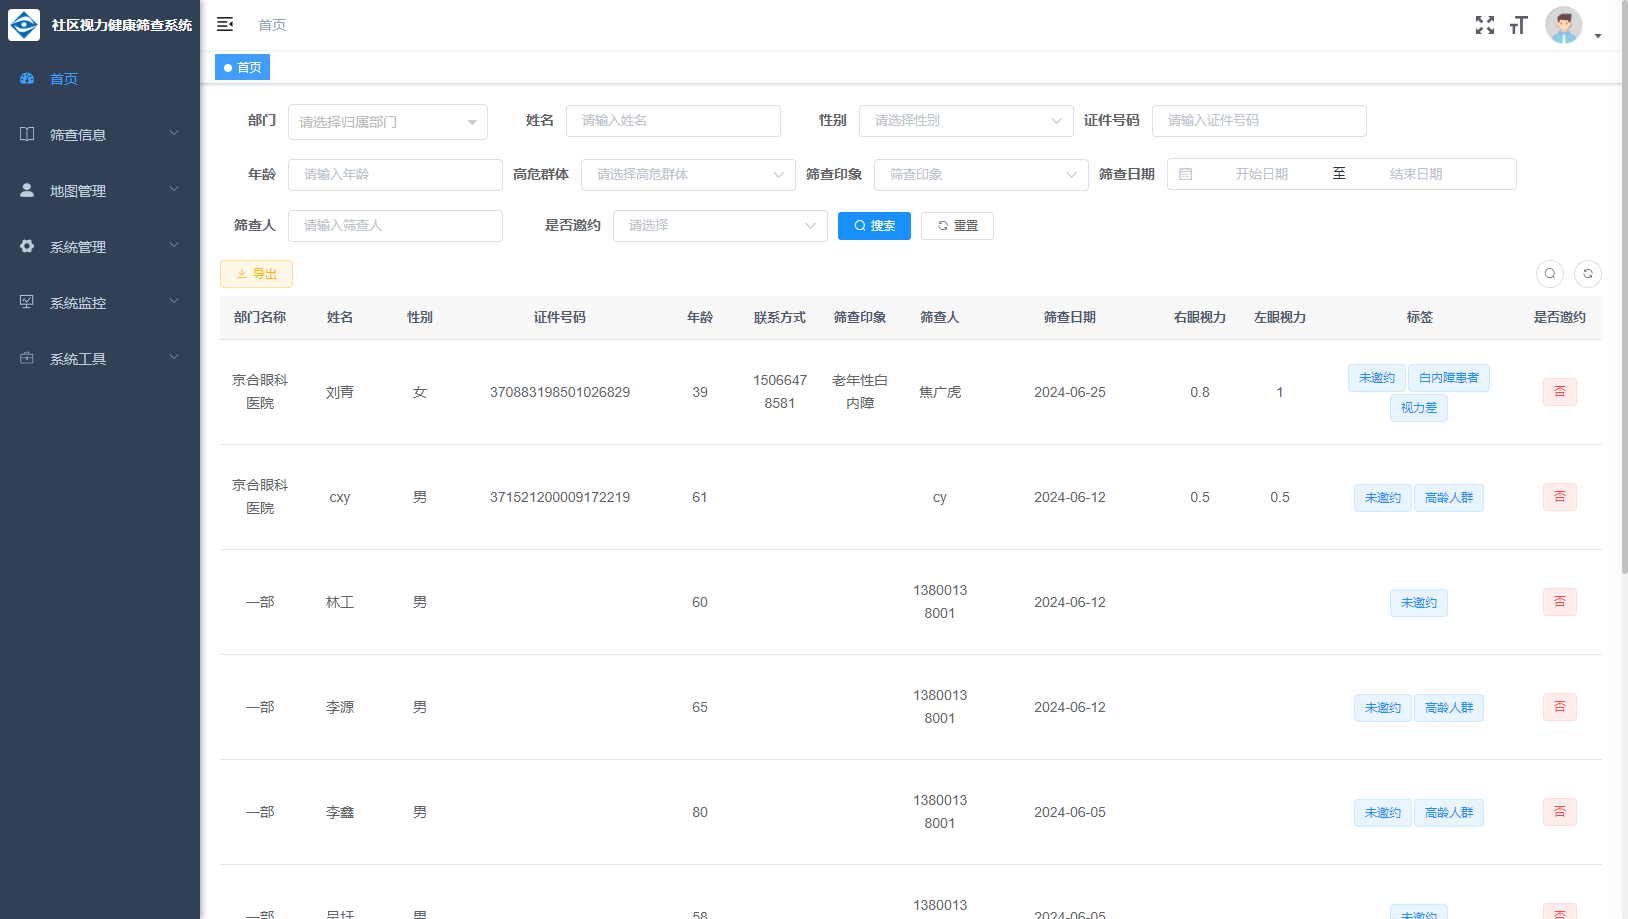 社区视力健康筛查系统
首页
首页
首页
筛查信息
地图管理
系统管理
系统监控
系统工具
部门 请选择归属部门 姓名 请输入姓名 性别 请选择性别 证件号码 请输入证件号码
年龄 请输入年龄 高危群体 请选择高危群体 筛查印象 筛查印象 筛查日期 开始日期 至 结束日期
筛查人 请输入筛查人 是否邀约 请选择 搜索 重置
导出
部门名称 姓名 性别 证件号码 年龄 联系方式 筛查印象 筛查人 筛查日期 右眼视力 左眼视力 标签 是否邀约
京合眼科
医院
刘青 女 370883198501026829 39
1506647
8581
老年性白
内障
焦广虎 2024-06-25 0.8 1
未邀约 白内障患者
视力差
否
京合眼科
医院
cxy 男 371521200009172219 61 cy 2024-06-12 0.5 0.5 未邀约 高龄人群 否
一部 林工 男 60
1380013
8001
2024-06-12 未邀约 否
一部 李源 男 65
1380013
8001
2024-06-12 未邀约 高龄人群 否
一部 李鑫 男 80
1380013
8001
2024-06-05 未邀约 高龄人群 否
一部 男 58
1380013
2024-06-05 未邀约 否